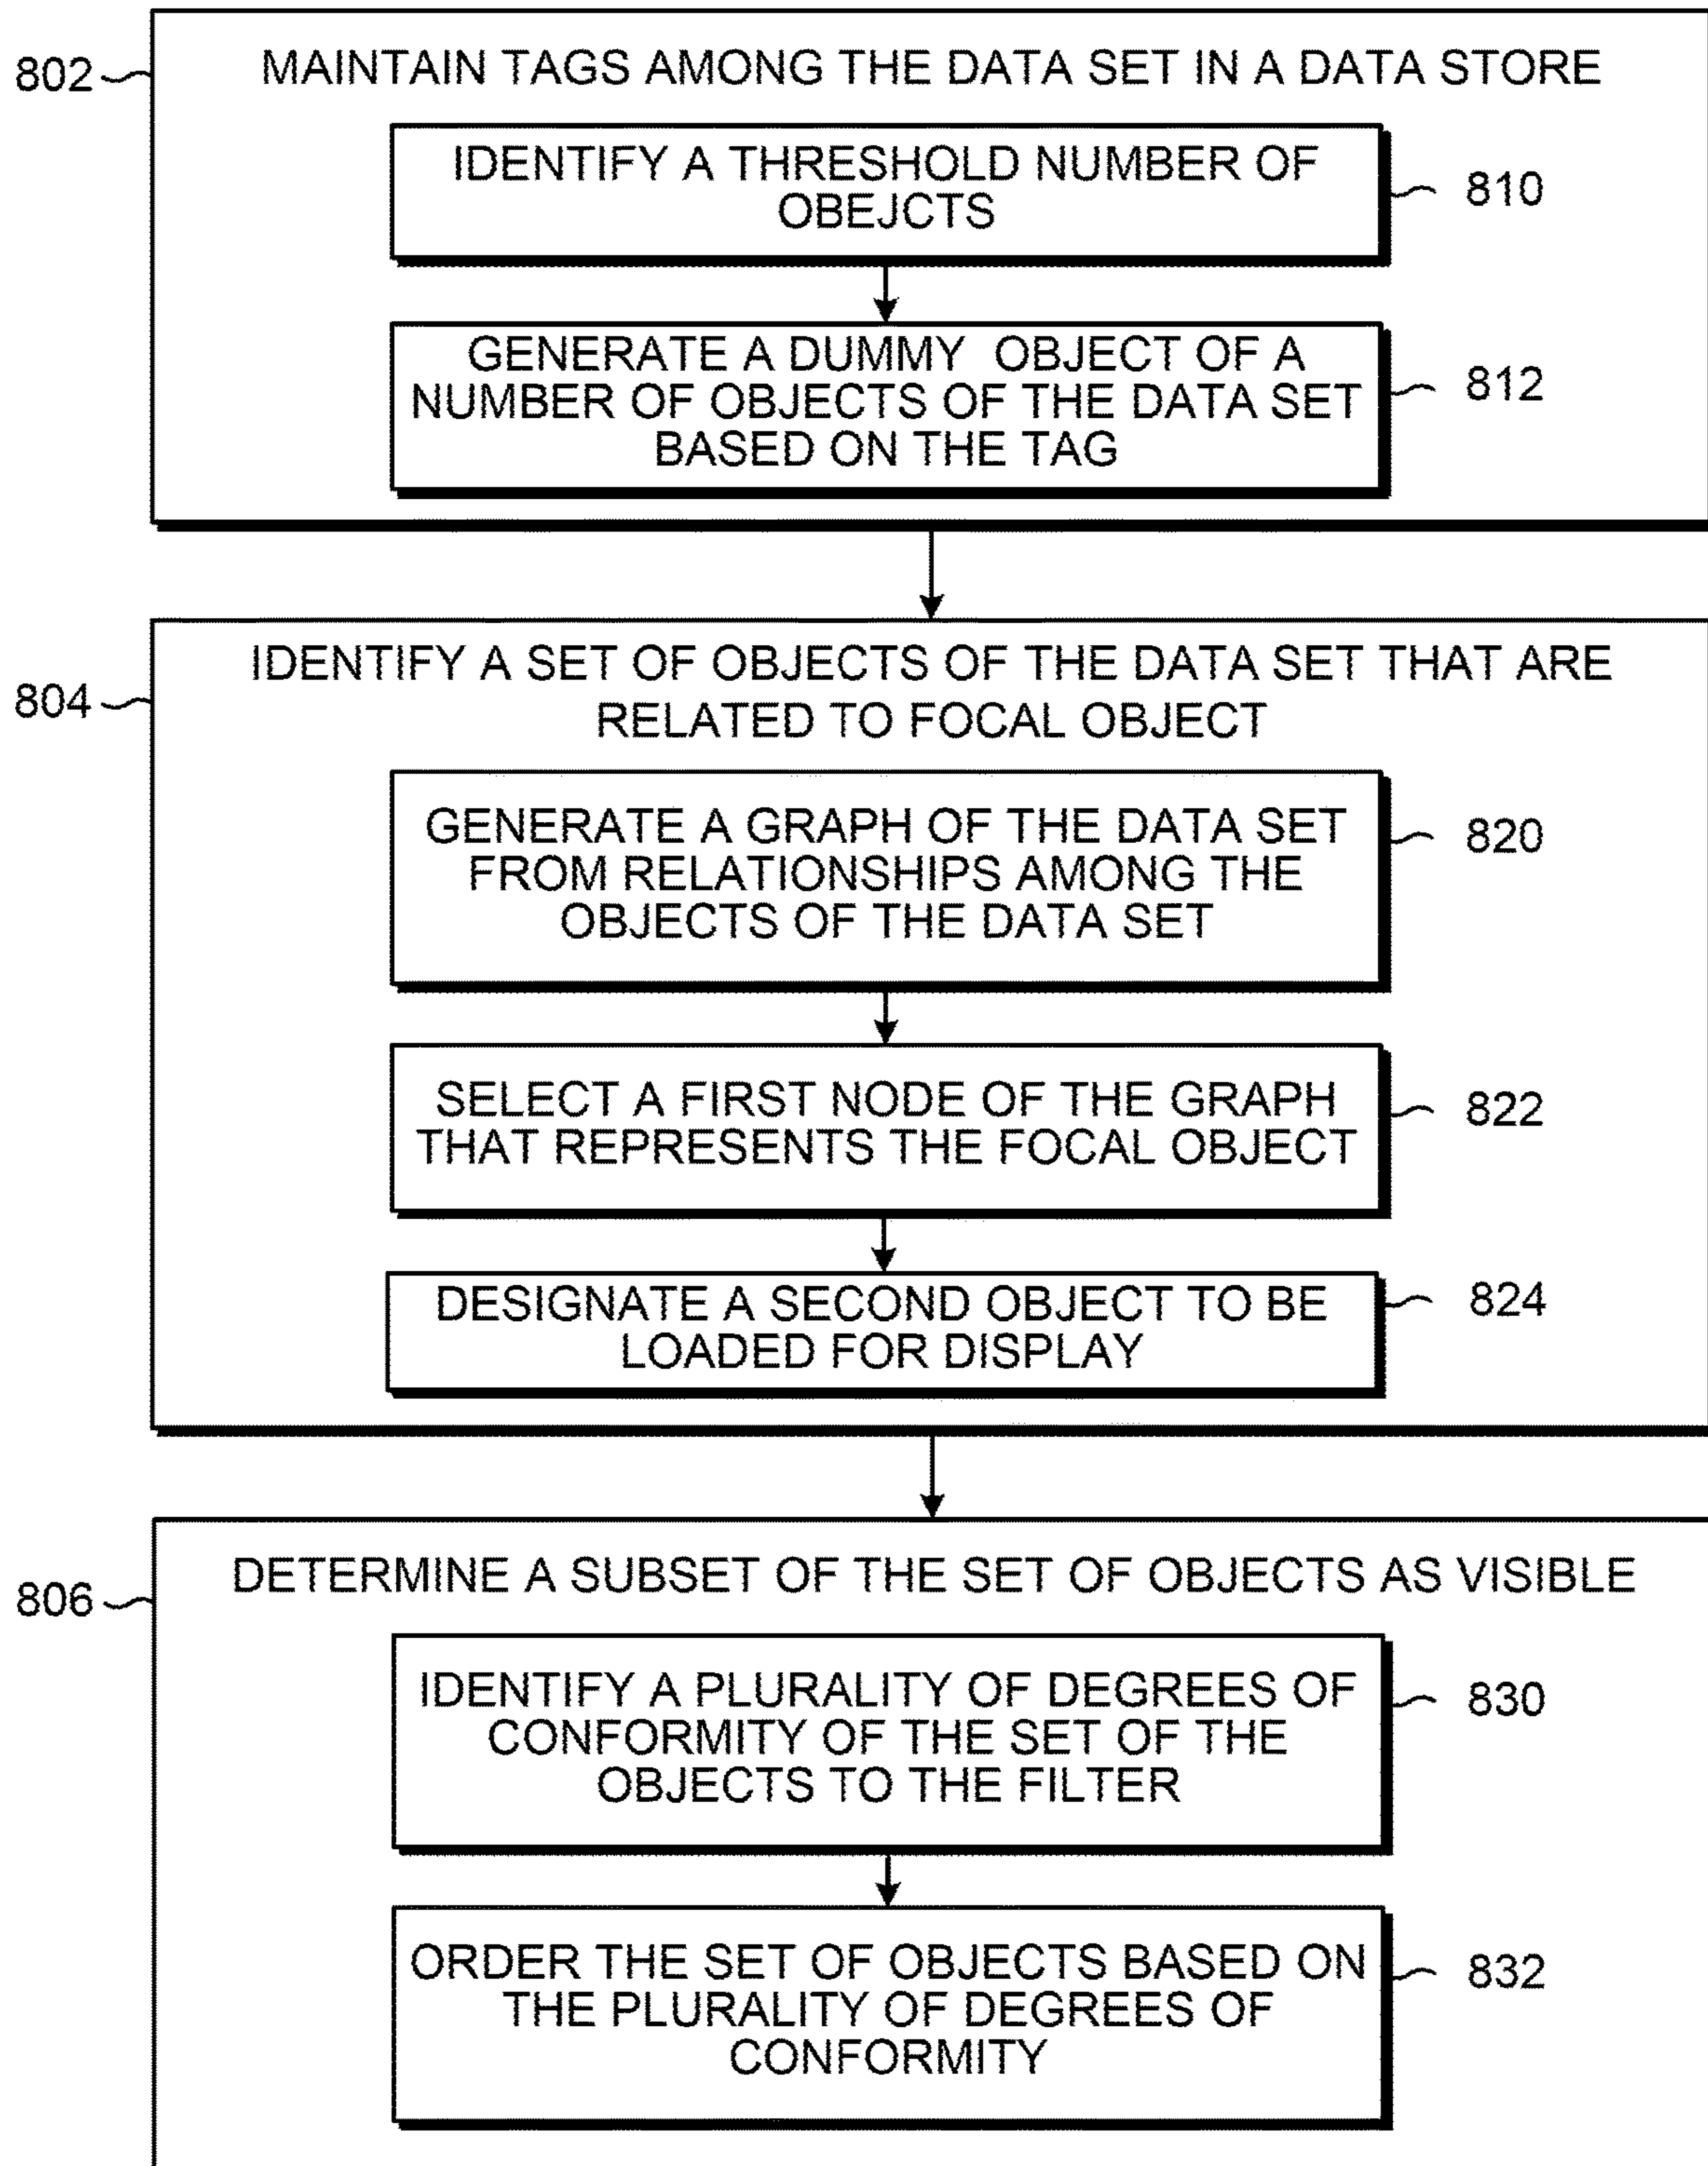 802
MAINTAIN TAGS AMONG THE DATA SET IN A DATA STORE
IDENTIFY A THRESHOLD NUMBER OF
OBEJCTS
810
GENERATE A DUMMY OBJECT OF A
NUMBER OF OBJECTS OF THE DATA SET
BASED ON THE TAG
812
804
IDENTIFY A SET OF OBJECTS OF THE DATA SET THAT ARE
RELATED TO FOCAL OBJECT
GENERATE A GRAPH OF THE DATA SET
FROM RELATIONSHIPS AMONG THE
OBJECTS OF THE DATA SET
820
SELECT A FIRST NODE OF THE GRAPH
THAT REPRESENTS THE FOCAL OBJECT
822
DESIGNATE A SECOND OBJECT TO BE
LOADED FOR DISPLAY
824
806
DETERMINE A SUBSET OF THE SET OF OBJECTS AS VISIBLE
IDENTIFY A PLURALITY OF DEGREES OF
CONFORMITY OF THE SET OF THE
OBJECTS TO THE FILTER
830
ORDER THE SET OF OBJECTS BASED ON
THE PLURALITY OF DEGREES OF
CONFORMITY
832